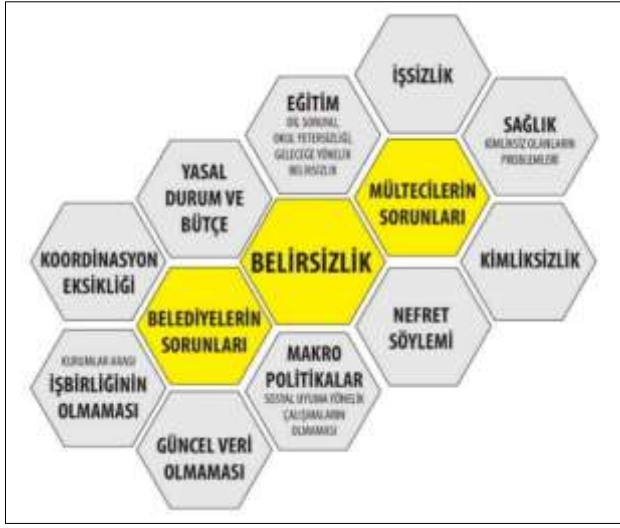 İŞSİZLİK
EĞİTİM
DİL SORUNU,
OKUL YETERSİZLİĞİ,
GELECEĞE YÖNELİK
BELİRSİZLİK
SAĞLIK
KİMLİKSİZ OLANLARIN
PROBLEMLERİ
YASAL
DURUM VE
BÜTÇE
MÜLTECİLERİN
SORUNLARI
KOORDİNASYON
EKSİKLİĞİ
BELİRSİZLİK
KİMLİKSİZLİK
BELEDİYELERİN
SORUNLARI
NEFRET
SÖYLEMİ
KURUMLAR ARASI
İŞBİRLİĞİNİN
OLMAMASI
MAKRO
POLİTİKALAR
SOSYAL UYUMA YÖNELİK
ÇALIŞMALARIN
OLMAMASI
GÜNCEL VERİ
OLMAMASI